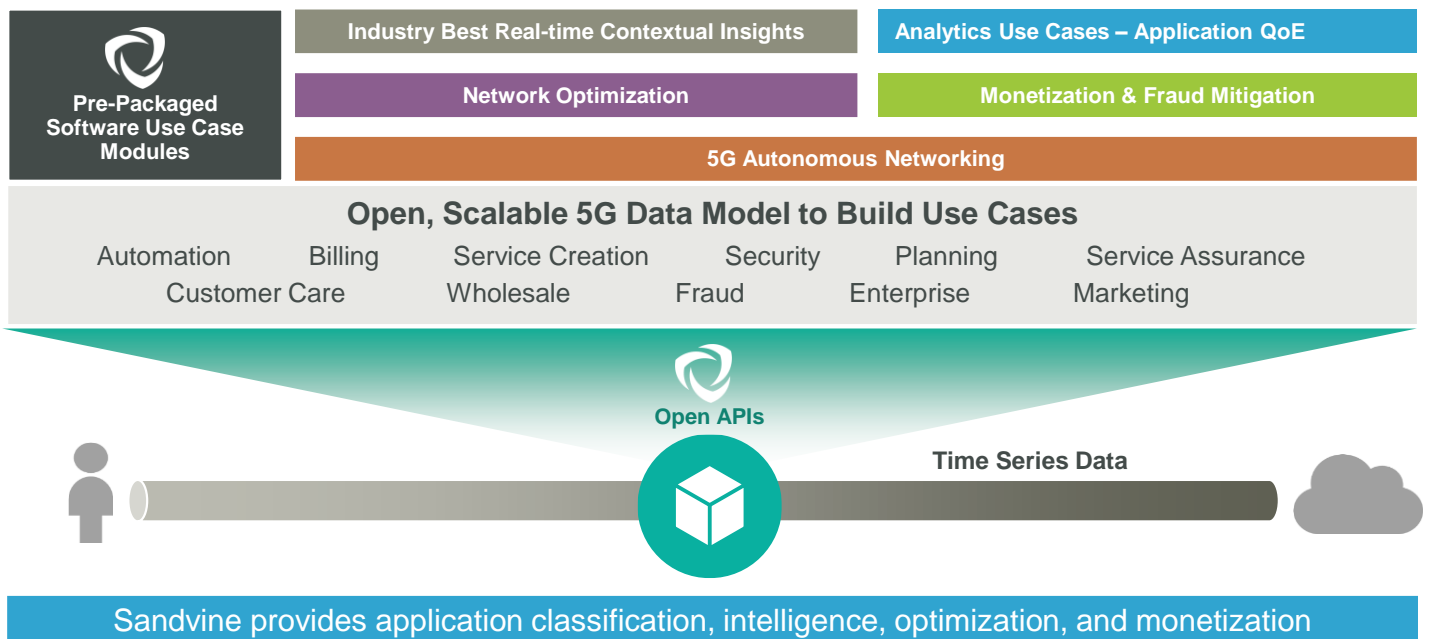 Pre-Packaged
Software Use Case
Modules
Industry Best Real-time Contextual Insights
Analytics Use Cases – Application QoE
Network Optimization
Monetization & Fraud Mitigation
5G Autonomous Networking
Open, Scalable 5G Data Model to Build Use Cases
Automation Billing Service Creation Security Planning Service Assurance
Customer Care Wholesale Fraud Enterprise Marketing
Open APIs
Time Series Data
Sandvine provides application classification, intelligence, optimization, and monetization